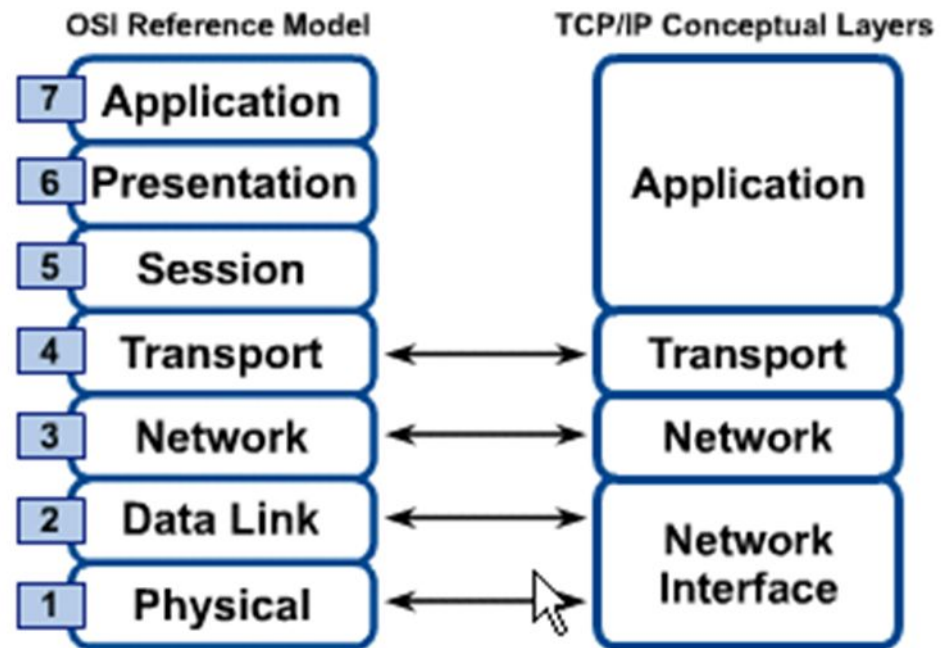 OSI Reference Model
TCP/IP Conceptual Layers
7 Application
6 Presentation
5 Session
4 Transport
3 Network
2 Data Link
1 Physical
Application
Transport
Network
Network
Interface